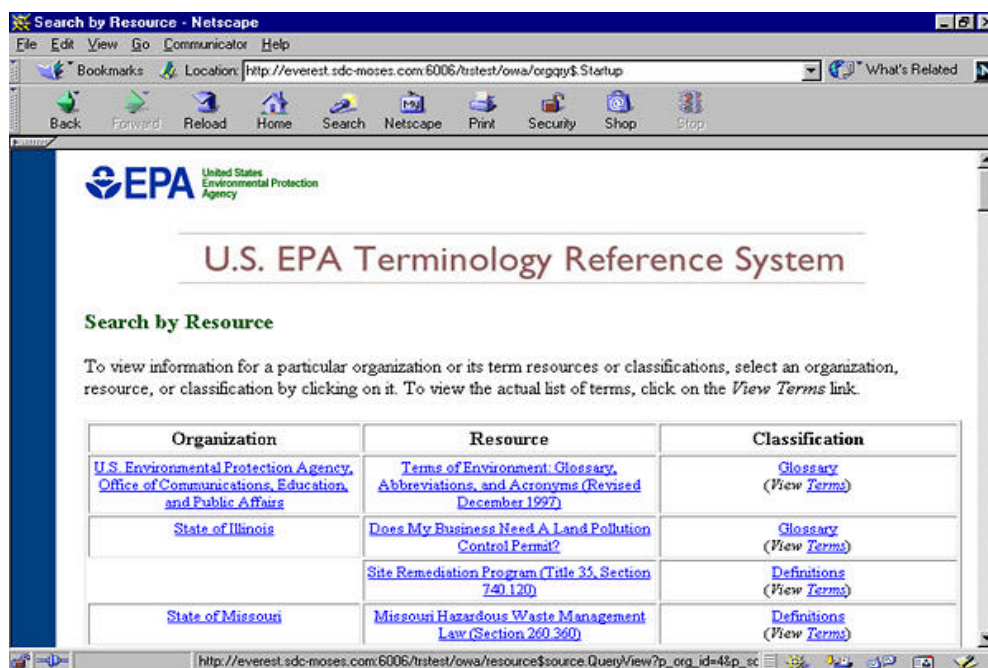 Search by Resource - Netscape
File Edit View Go Communicator Help
Bookmarks Location: http://everest.sdc-moses.com:6006/trstest/owa/orgqry$.Startup What's Related
Back Forward Reload Home Search Netscape Print Security Shop Stop
EPA United States
Environmental Protection
Agency
U.S. EPA Terminology Reference System
Search by Resource
To view information for a particular organization or its term resources or classifications, select an organization,
resource, or classification by clicking on it. To view the actual list of terms, click on the View Terms link.
Organization Resource Classification
U.S. Environmental Protection Agency,
Office of Communications, Education,
and Public Affairs
Terms of Environment: Glossary,
Abbreviations, and Acronyms (Revised
December 1997)
Glossary
(View Terms)
State of Illinois
Does My Business Need A Land Pollution
Control Permit?
Glossary
(View Terms)
Site Remediation Program (Title 35, Section
740.120)
Definitions
(View Terms)
State of Missouri
Missouri Hazardous Waste Management
Law (Section 260.360)
Definitions
(View Terms)
http://everest.sdc-moses.com:6006/trstest/owa/resource$source.QueryView?p_org_id=4&p_sc